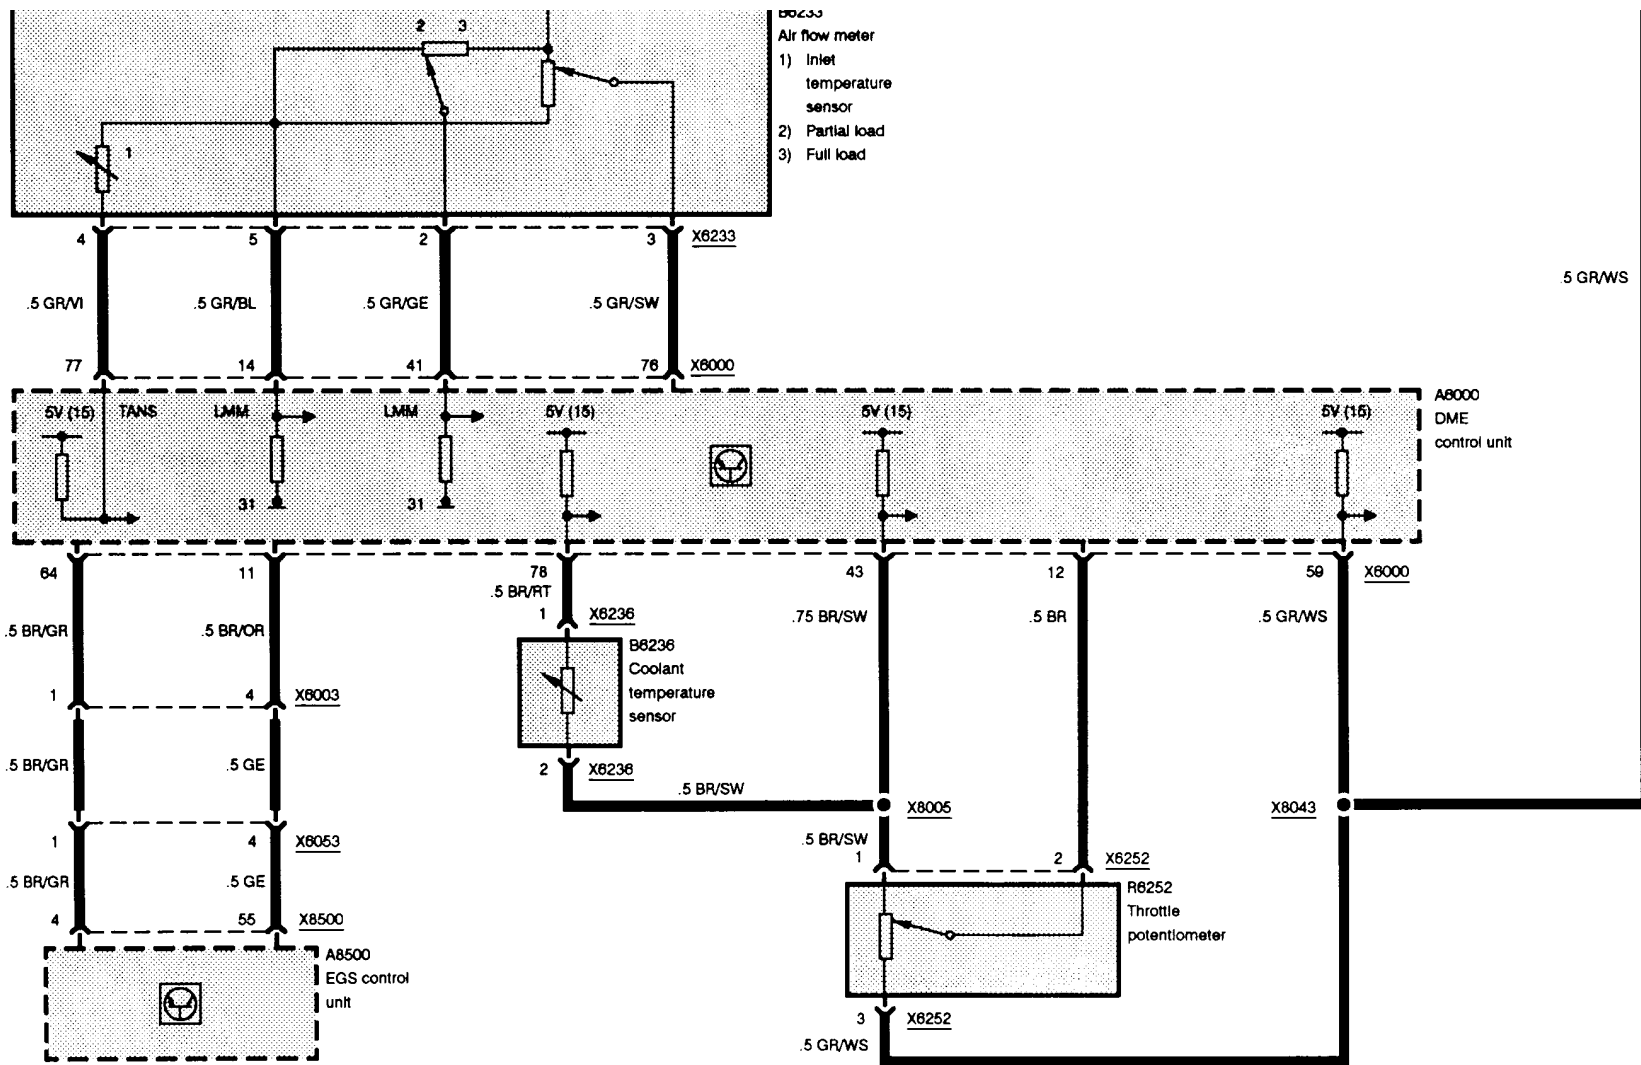 B6233
2 3
Air flow meter
1) Inlet
temperature
sensor
2) Partial load
3) Full load
1
4 5 2 3 X6233
.5 GR/VI .5 GR/BL .5 GR/GE .5 GR/SW .5 GR/WS
77 14 41 76 X6000
A6000
5V (15) TANS LMM LMM 5V (15) 5V (15) 5V (15)
DME
control unit
31 31
64 11 78 43 12 59 X6000
.5 BR/RT
1 X6236
.5 BR/GR .5 BR/OR .75 BR/SW .5 BR .5 GR/WS
B6236
Coolant
temperature
sensor
1 4 X6003
.5 BR/GR .5 GE
2 X6236
.5 BR/SW
X8005 X8043
1 4 X6053
.5 BR/SW
1 2 X6252
.5 BR/GR .5 GE
R6252
Throttle
potentiometer
4 55 X8500
A8500
EGS control
unit
3 X6252
.5 GR/WS